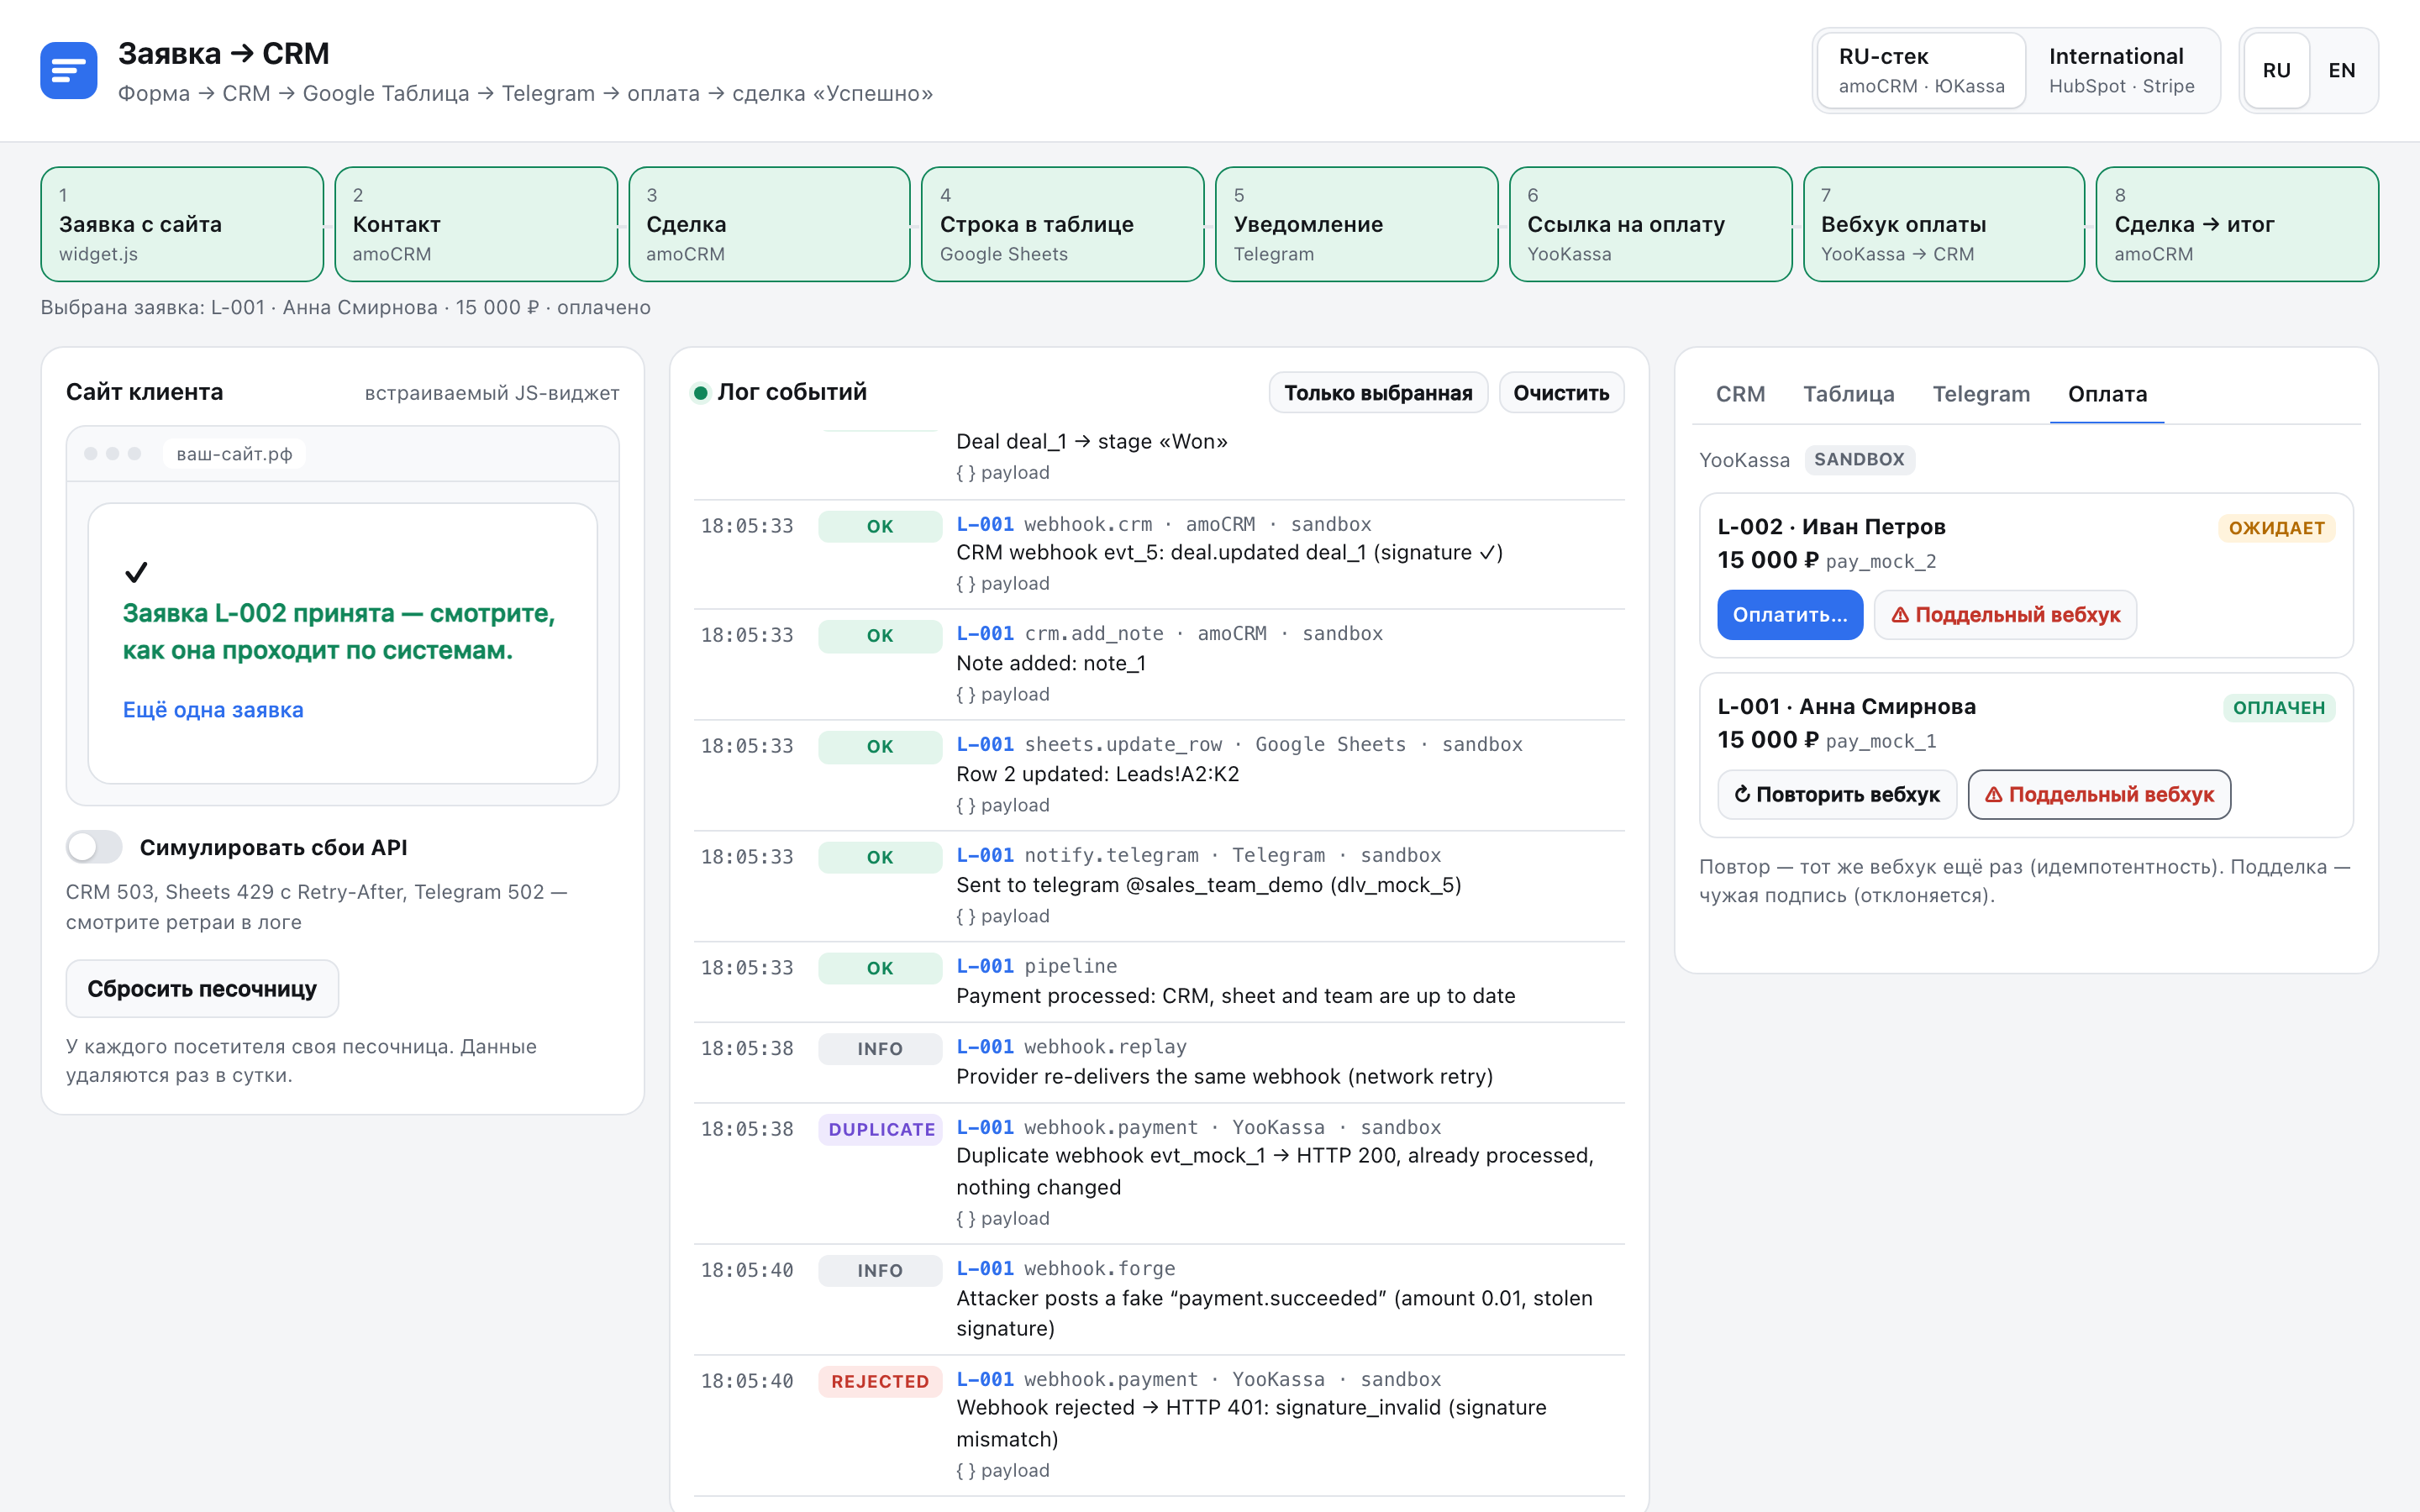 Заявка → CRM
Форма → CRM → Google Таблица → Telegram → оплата → сделка «Успешно»
RU-стек
amoCRM · ЮKassa
International
HubSpot · Stripe
RU
EN
1
Заявка с сайта
widget.js
2
Контакт
amoCRM
3
Сделка
amoCRM
4
Строка в таблице
Google Sheets
5
Уведомление
Telegram
6
Ссылка на оплату
YooKassa
7
Вебхук оплаты
YooKassa → CRM
8
Сделка → итог
amoCRM
Выбрана заявка: L-001 · Анна Смирнова · 15 000 ₽ · оплачено
Сайт клиента
встраиваемый JS-виджет
ваш-сайт.рф
✓
Заявка L-002 принята — смотрите,
как она проходит по системам.
Ещё одна заявка
Симулировать сбои API
CRM 503, Sheets 429 с Retry-After, Telegram 502 —
смотрите ретраи в логе
Сбросить песочницу
У каждого посетителя своя песочница. Данные
удаляются раз в сутки.
Лог событий
Только выбранная
Очистить
Deal deal_1 → stage «Won»
{ } payload
18:05:33 OK L-001 webhook.crm · amoCRM · sandbox
CRM webhook evt_5: deal.updated deal_1 (signature ✓)
{ } payload
18:05:33 OK L-001 crm.add_note · amoCRM · sandbox
Note added: note_1
{ } payload
18:05:33 OK L-001 sheets.update_row · Google Sheets · sandbox
Row 2 updated: Leads!A2:K2
{ } payload
18:05:33 OK L-001 notify.telegram · Telegram · sandbox
Sent to telegram @sales_team_demo (dlv_mock_5)
{ } payload
18:05:33 OK L-001 pipeline
Payment processed: CRM, sheet and team are up to date
18:05:38 INFO L-001 webhook.replay
Provider re-delivers the same webhook (network retry)
18:05:38 DUPLICATE L-001 webhook.payment · YooKassa · sandbox
Duplicate webhook evt_mock_1 → HTTP 200, already processed,
nothing changed
{ } payload
18:05:40 INFO L-001 webhook.forge
Attacker posts a fake “payment.succeeded” (amount 0.01, stolen
signature)
18:05:40 REJECTED L-001 webhook.payment · YooKassa · sandbox
Webhook rejected → HTTP 401: signature_invalid (signature
mismatch)
{ } payload
CRM
Таблица
Telegram
Оплата
YooKassa SANDBOX
L-002 · Иван Петров
ОЖИДАЕТ
15 000 ₽ pay_mock_2
Оплатить...
⚠ Поддельный вебхук
L-001 · Анна Смирнова
ОПЛАЧЕН
15 000 ₽ pay_mock_1
↻ Повторить вебхук
⚠ Поддельный вебхук
Повтор — тот же вебхук ещё раз (идемпотентность). Подделка —
чужая подпись (отклоняется).